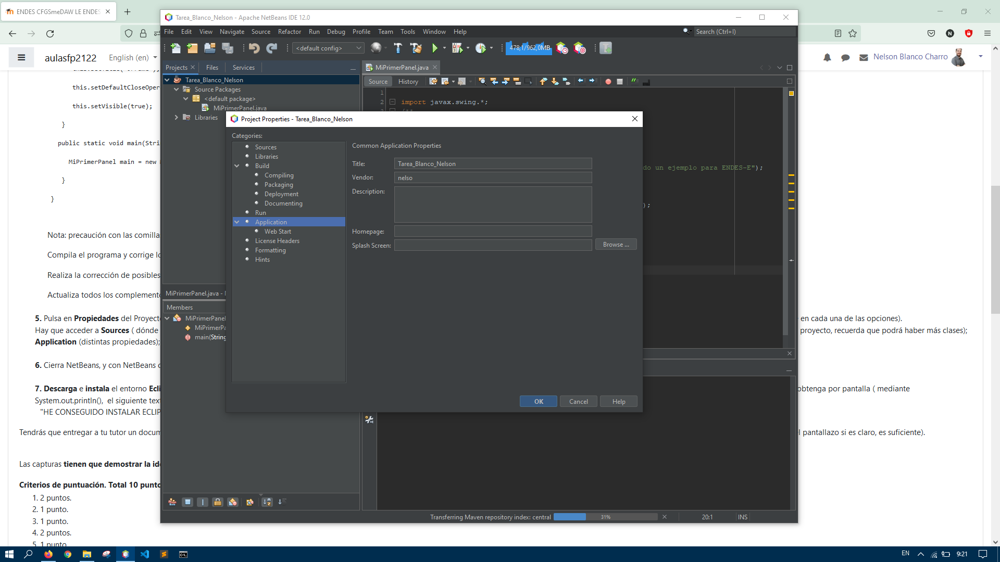 ENDES CFGSmeDAW LE ENDES
Tarea_Blanco_Nelson - Apache NetBeans IDE 12.0
File Edit View Navigate Source Refactor Run Debug Profile Team Tools Window Help
Search (Ctrl+I)
aulasfp2122
English (en)
<default config>
478,1/962,0MB
Nelson Blanco Charro
Projects Files Services
MiPrimerPanel.java
Source History
Tarea_Blanco_Nelson
Source Packages
<default package>
MiPrimerPanel.java
Libraries
1
2 import javax.swing.*;
/**
do un ejemplo para ENDES-E");
);
this.setDefaultCloseOper
this.setVisible(true);
}
public static void main(Stri
MiPrimerPanel main = new
}
}
Project Properties - Tarea_Blanco_Nelson
Categories:
Sources
Libraries
Build
Compiling
Packaging
Deployment
Documenting
Run
Application
Web Start
License Headers
Formatting
Hints
Common Application Properties
Title: Tarea_Blanco_Nelson
Vendor: nelso
Description:
Homepage:
Splash Screen:
Browse ...
OK Cancel Help
Nota: precaución con las comilla
Compila el programa y corrige lo
Realiza la corrección de posibles
Actualiza todos los complement
5. Pulsa en Propiedades del Proyect
en cada una de las opciones).
Hay que acceder a Sources ( dónde
proyecto, recuerda que podrá haber más clases);
Application (distintas propiedades);
6. Cierra NetBeans, y con NetBeans
7. Descarga e instala el entorno Ecli
obtenga por pantalla ( mediante
System.out.println(), el siguiente text
"HE CONSEGUIDO INSTALAR ECLIP
Tendrás que entregar a tu tutor un docum
l pantallazo si es claro, es suficiente).
Las capturas tienen que demostrar la ide
Criterios de puntuación. Total 10 punto
1. 2 puntos.
2. 1 punto.
3. 1 punto.
4. 2 puntos.
5. 1 punto
MiPrimerPanel.java -
Members
MiPrimerPanel
MiPrimerPa
main(String
Transferring Maven repository index: central 31%
20:1 INS
EN 9:21